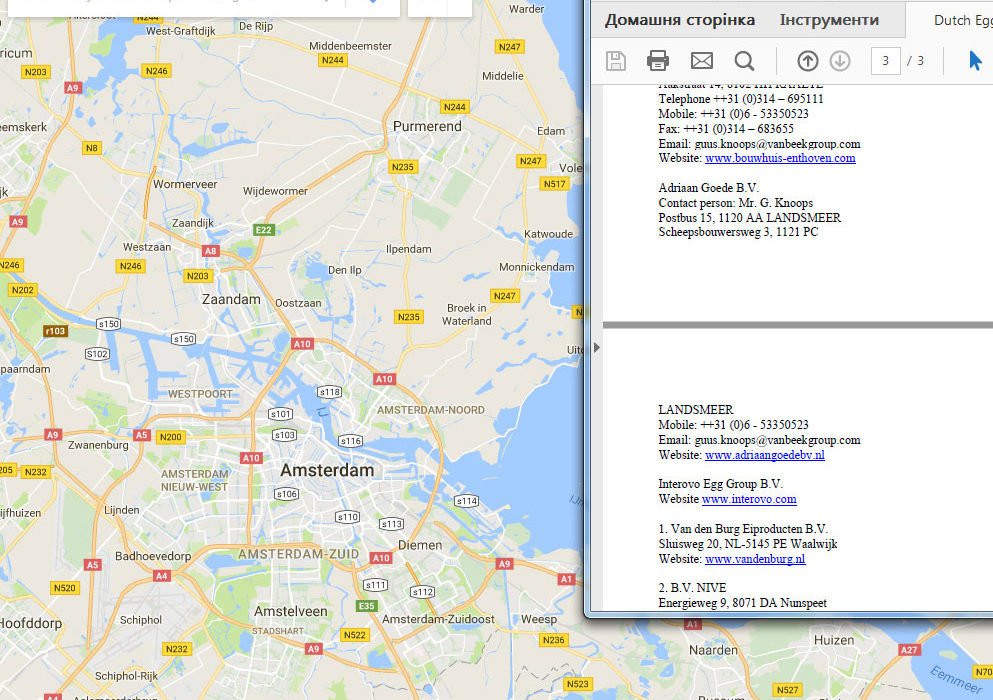 Warder
West-Graftdijk
De Rijp
Middenbeemster
N244
N247
N246
N203
A9
Middelie
N244
Purmerend
Edam
N8
N235
N247
N517
Wormerveer
Wijdewormer
Zaandijk
E22
A9
Katwoude
Westzaan
A8
Ilpendam
N246
N246
N203
Den Ilp
Monnickendam
N202
Zaandam
Oostzaan
N247
Broek in
Waterland
N235
s150
r103
s150
A10
S102
A10
WESTPOORT
s118
s101
AMSTERDAM-NOORD
A9
A5
N200
s103
s116
Zwanenburg
A10
Amsterdam
N232
AMSTERDAM
NIEUW-WEST
s106
s114
Lijnden
s110
s113
Diemen
Badhoevedorp
AMSTERDAM-ZUID
A10
A5
A9
A4
A1
N520
s111
s112
E35
Amstelveen
Hoofddorp
Schiphol
Amsterdam-Zuidoost
Weesp
STADSHART
N522
N236
A1
N232
A9
Naarden
Huizen
A27
Schiphol-Rijk
Eemmeer
N523
N527
A4
Домашня сторінка
Інструменти
Dutch Egg
3 / 3
Telephone ++31 (0)314 – 695111
Mobile: ++31 (0)6 - 53350523
Fax: ++31 (0)314 – 683655
Email: guus.knoops@vanbeekgroup.com
Website: www.bouwhuis-enthoven.com
Adriaan Goede B.V.
Contact person: Mr. G. Knoops
Postbus 15, 1120 AA LANDSMEER
Scheepsbouwersweg 3, 1121 PC
LANDSMEER
Mobile: ++31 (0)6 - 53350523
Email: guus.knoops@vanbeekgroup.com
Website: www.adriaangoedebv.nl
Interovo Egg Group B.V.
Website www.interovo.com
1. Van den Burg Eiproducten B.V.
Sluisweg 20, NL-5145 PE Waalwijk
Website: www.vandenburg.nl
2. B.V. NIVE
Energieweg 9, 8071 DA Nunspeet